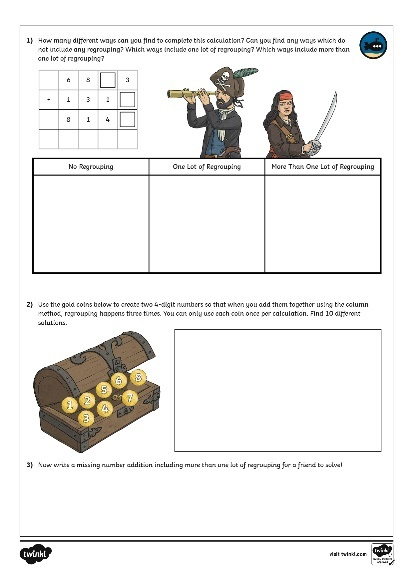 1) How many different ways can you find to complete this calculation? Can you find any ways which do
not include any regrouping? Which ways include one lot of regrouping? Which ways include more than
one lot of regrouping?
6 8 3
+ 1 3 1
8 1 4
No Regrouping One Lot of Regrouping More Than One Lot of Regrouping
2) Use the gold coins below to create two 4-digit numbers so that when you add them together using the column
method, regrouping happens three times. You can only use each coin once per calculation. Find 10 different
solutions.
1 2 5 6 8
3 4 7
3) Now write a missing number addition including more than one lot of regrouping for a friend to solve!
twinkl visit twinkl.com twinkl